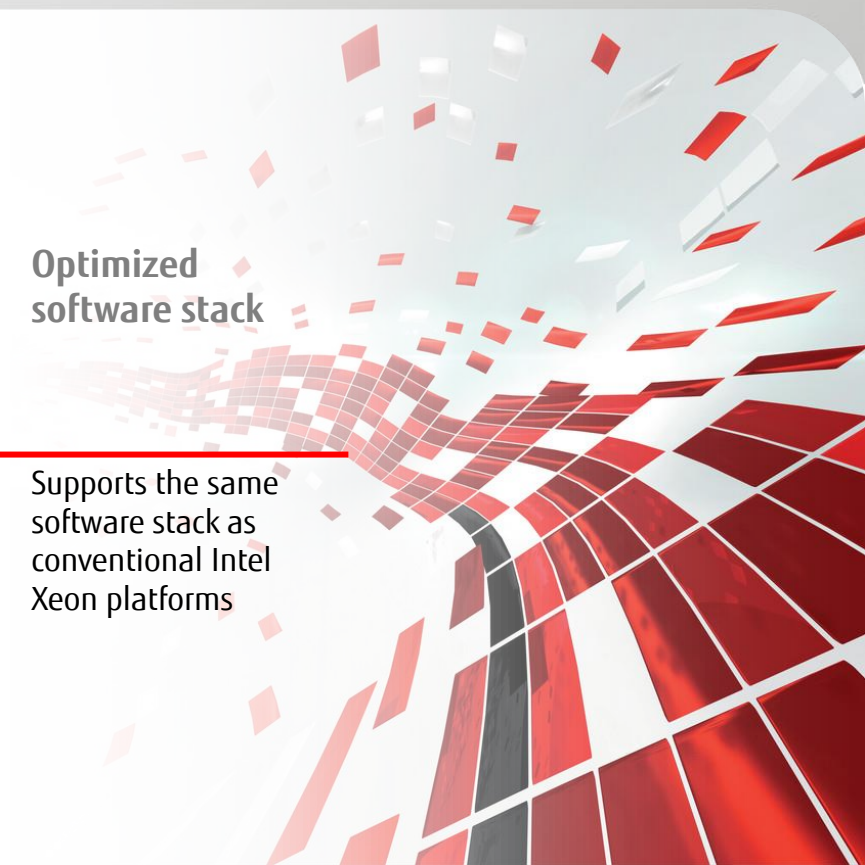 Optimized
software stack
Supports the same
software stack as
conventional Intel
Xeon platforms